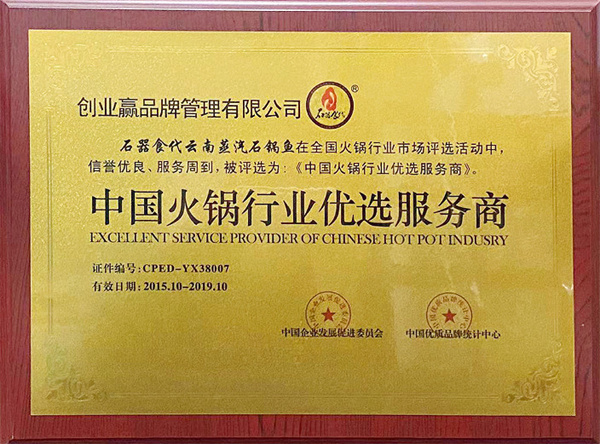 创业赢品牌管理有限公司 石器食代 ®
石器食代云南蒸汽石锅鱼在全国火锅行业市场评选活动中，
信誉优良、服务周到，被评选为：《中国火锅行业优选服务商》。
中国火锅行业优选服务商
EXCELLENT SERVICE PROVIDER OF CHINESE HOT POT INDUSRY
证件编号：CPED-YX38007
有效日期：2015.10-2019.10
中国企业发展促进委员会 中国优质品牌统计中心